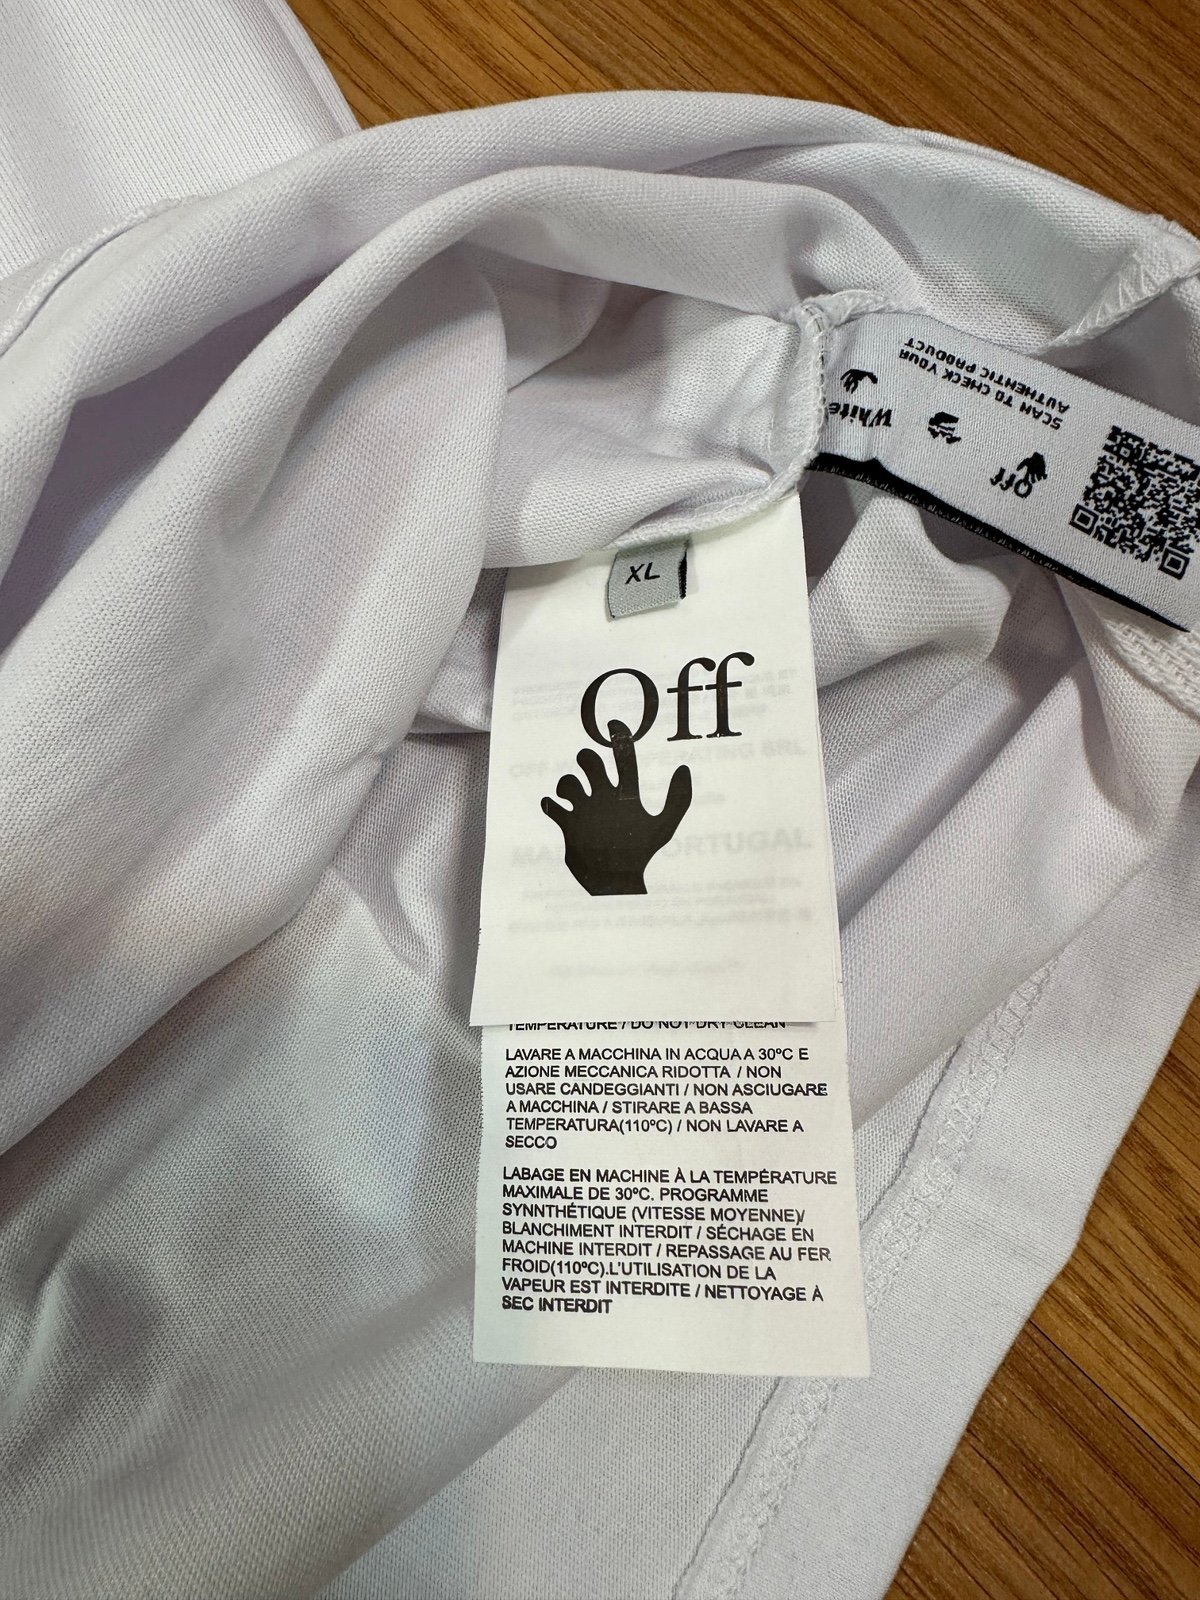 SCAN TO CHECK YOUR
AUTHENTIC PRODUCT
White
Off
XL
Off
MADE IN PORTUGAL
TEMPERATURE / DO NOT DRY CLEAN
LAVARE A MACCHINA IN ACQUA A 30ºC E
AZIONE MECCANICA RIDOTTA / NON
USARE CANDEGGIANTI / NON ASCIUGARE
A MACCHINA / STIRARE A BASSA
TEMPERATURA(110ºC) / NON LAVARE A
SECCO
LABAGE EN MACHINE À LA TEMPÉRATURE
MAXIMALE DE 30ºC. PROGRAMME
SYNNTHÉTIQUE (VITESSE MOYENNE)/
BLANCHIMENT INTERDIT / SÉCHAGE EN
MACHINE INTERDIT / REPASSAGE AU FER
FROID(110ºC).L'UTILISATION DE LA
VAPEUR EST INTERDITE / NETTOYAGE À
SEC INTERDIT